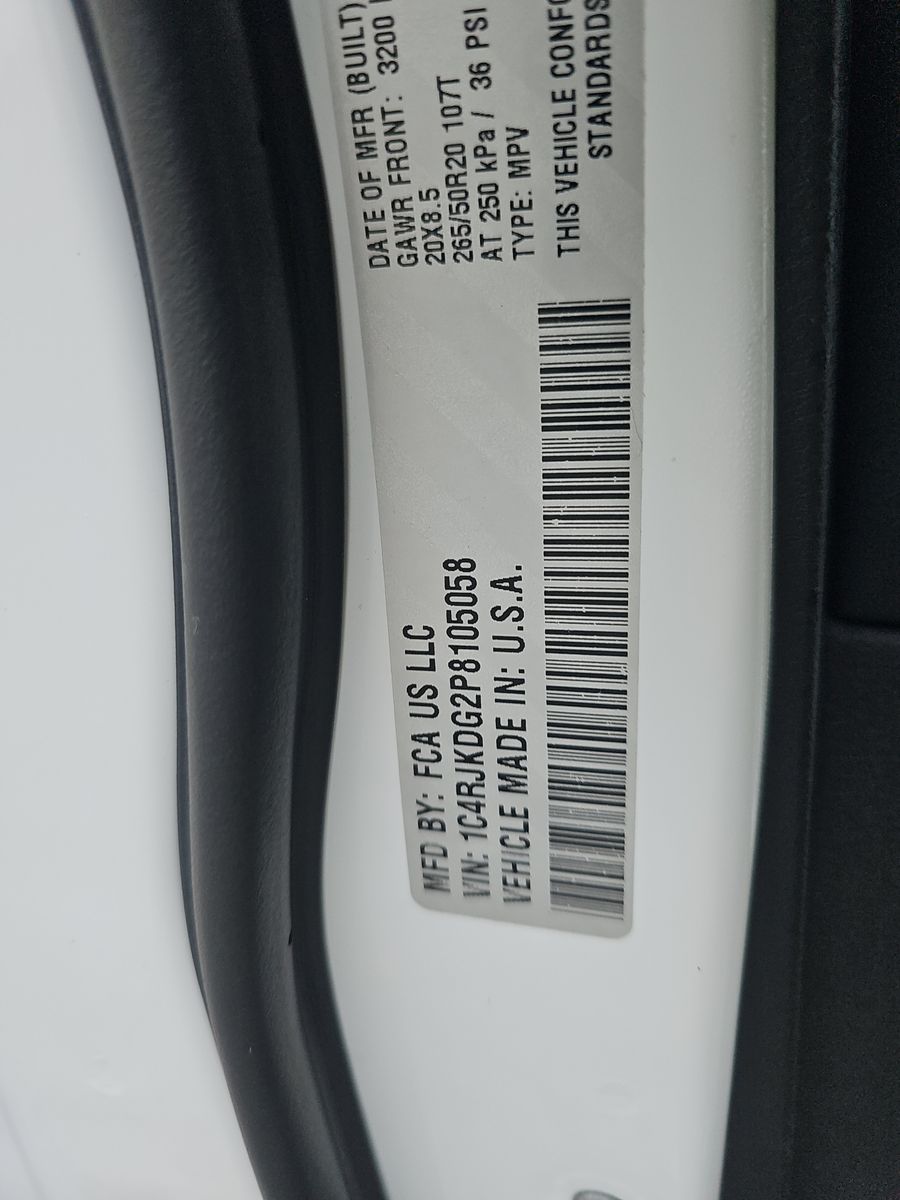 MFD BY: FCA US LLC
VIN: 1C4RJKDG2P8105058
VEHICLE MADE IN: U.S.A.
DATE OF MFR (BUILT)
GAWR FRONT: 3200
20X8.5
265/50R20 107T
AT 250 kPa / 36 PSI
TYPE: MPV
THIS VEHICLE
STANDARDS